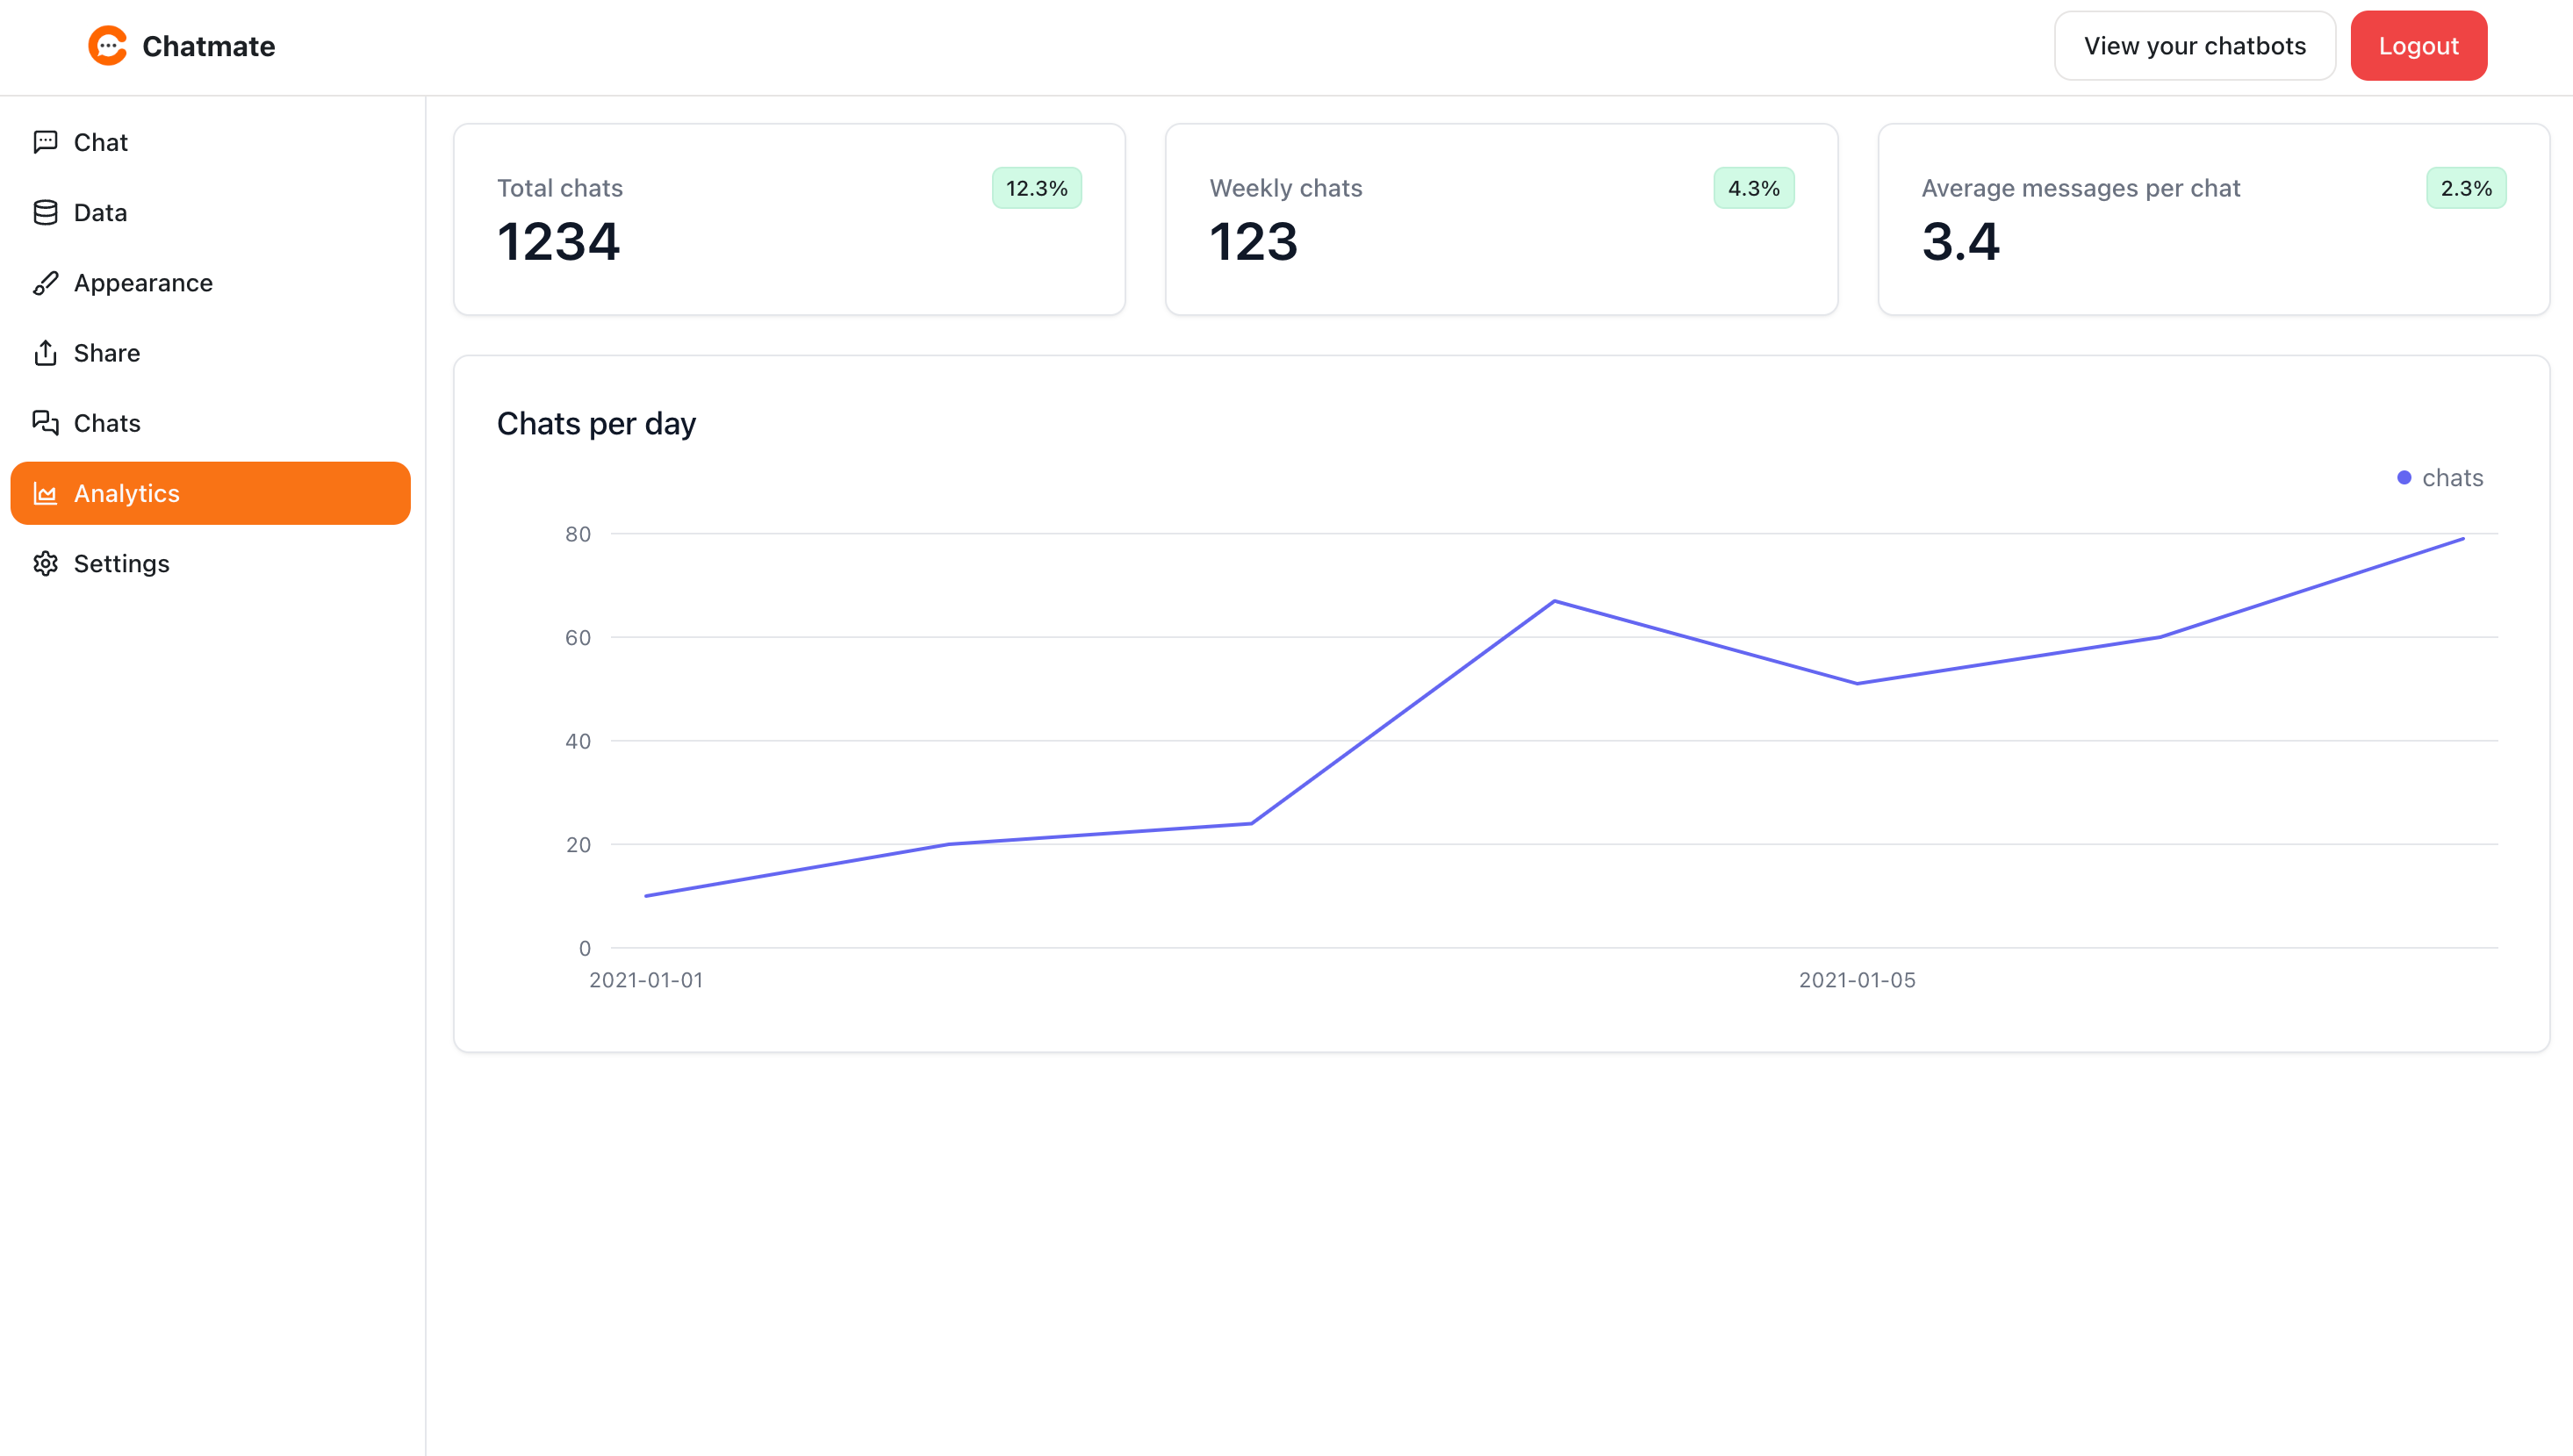 Chatmate
View your chatbots
Logout
Chat
Data
Appearance
Share
Chats
Analytics
Settings
Total chats
12.3%
1234
Weekly chats
4.3%
123
Average messages per chat
2.3%
3.4
Chats per day
chats
80
60
40
20
0
2021-01-01
2021-01-05